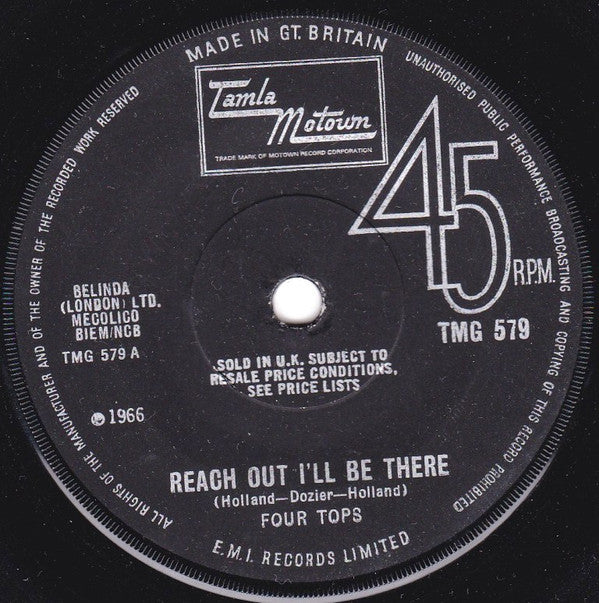 MADE IN GT. BRITAIN
UNAUTHORISED PUBLIC PERFORMANCE BROADCASTING AND COPYING OF THIS RECORD PROHIBITED
ALL RIGHTS OF THE MANUFACTURER AND OF THE OWNER OF THE RECORDED WORK RESERVED
Tamla
Motown
TRADE MARK OF MOTOWN RECORD CORPORATION
45 R.P.M.
TMG 579
BELINDA
(LONDON) LTD.
MECOLICO
BIEM/NCB
TMG 579 A
SOLD IN U.K. SUBJECT TO
RESALE PRICE CONDITIONS,
SEE PRICE LISTS
℗ 1966
REACH OUT I'LL BE THERE
(Holland—Dozier—Holland)
FOUR TOPS
E.M.I. RECORDS LIMITED